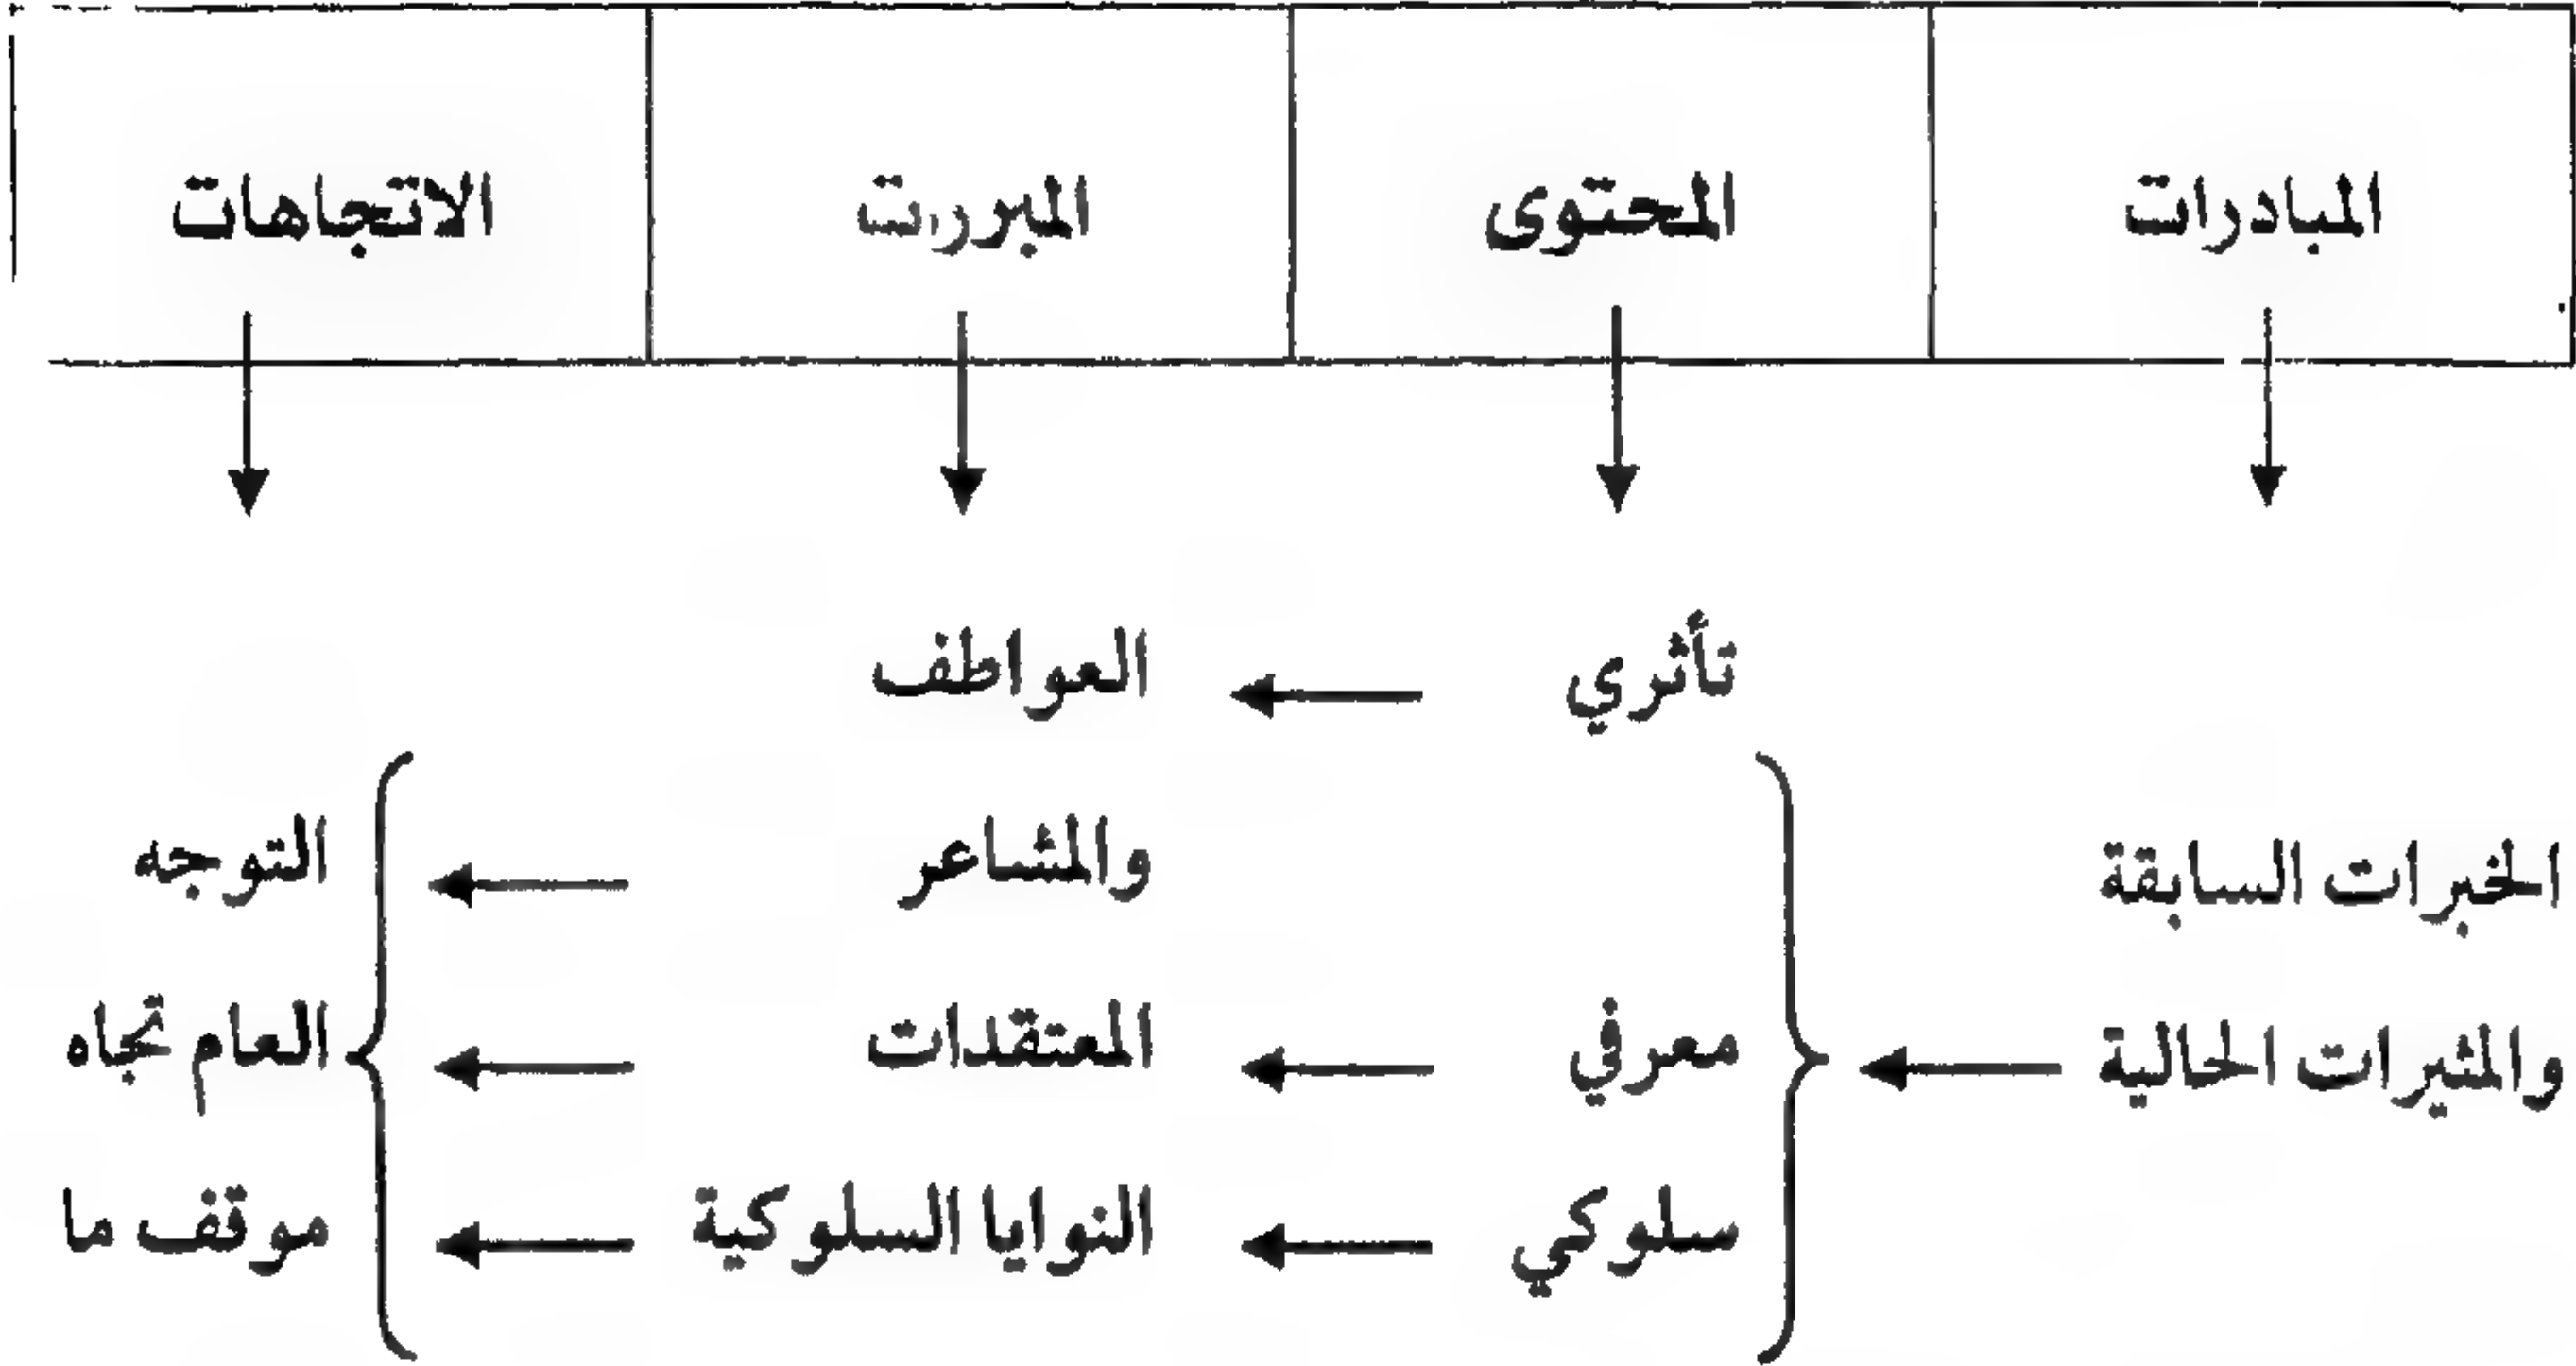 المبادرات المحتوى المبررت الاتجاهات
تأثري العواطف
الخبرات السابقة والمشاعر التوجه
والمثيرات الحالية معرفي المعتقدات العام تجاه
سلوكي النوايا السلوكية موقف ما